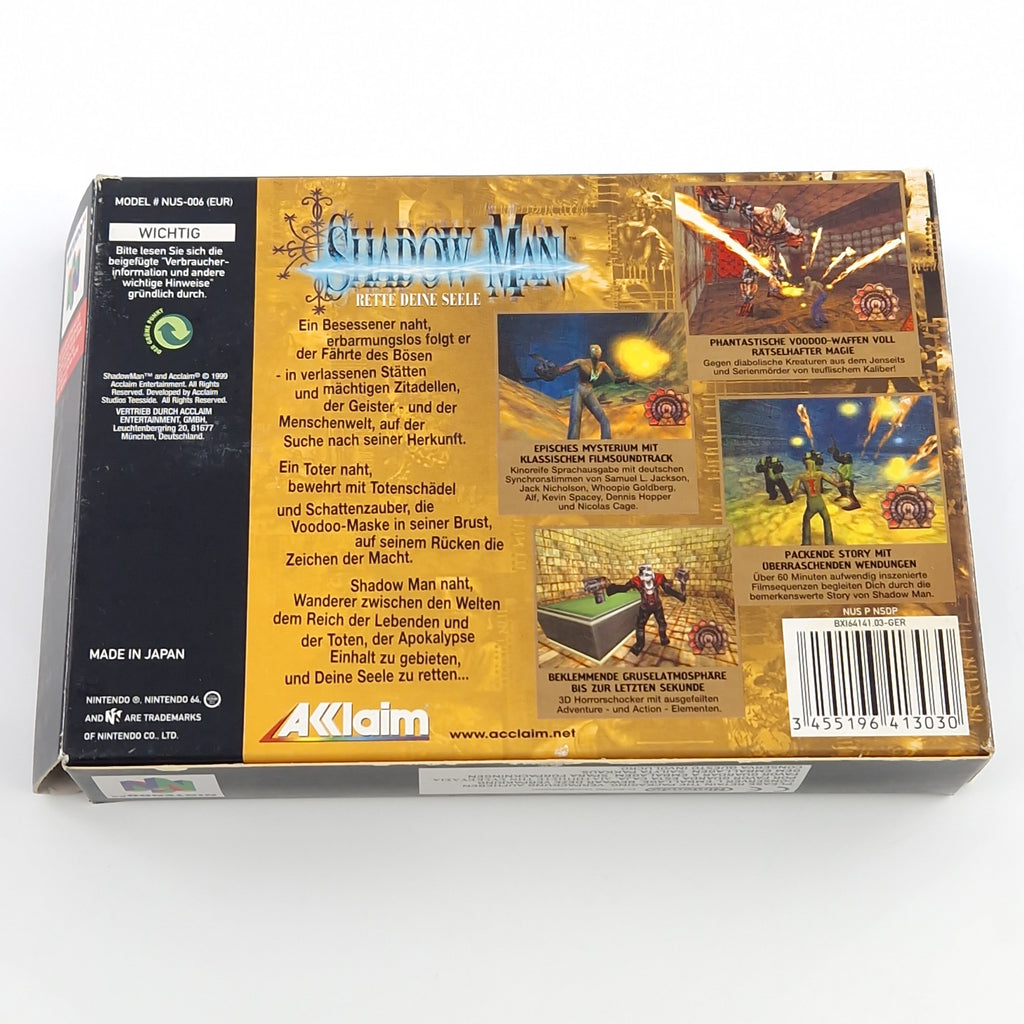 MODEL # NUS-006 (EUR)
WICHTIG
Bitte lesen Sie sich die
beigefügte "Verbraucher-
information und andere
wichtige Hinweise"
gründlich durch.
DER GRÜNE PUNKT
ShadowMan™ and Acclaim® © 1999
Acclaim Entertainment. All Rights
Reserved. Developed by Acclaim
Studios Teesside. All Rights Reserved.
VERTRIEB DURCH ACCLAIM
ENTERTAINMENT, GMBH,
Leuchtenbergring 20, 81677
München, Deutschland.
MADE IN JAPAN
NINTENDO ®, NINTENDO 64,
AND N ARE TRADEMARKS
OF NINTENDO CO., LTD.
SHADOW MAN™
RETTE DEINE SEELE
Ein Besessener naht,
erbarmungslos folgt er
der Fährte des Bösen
- in verlassenen Stätten
und mächtigen Zitadellen,
der Geister - und der
Menschenwelt, auf der
Suche nach seiner Herkunft.
Ein Toter naht,
bewehrt mit Totenschädel
und Schattenzauber, die
Voodoo-Maske in seiner Brust,
auf seinem Rücken die
Zeichen der Macht.
Shadow Man naht,
Wanderer zwischen den Welten
dem Reich der Lebenden und
der Toten, der Apokalypse
Einhalt zu gebieten,
und Deine Seele zu retten...
AKKlaim
www.acclaim.net
PHANTASTISCHE VOODOO-WAFFEN VOLL
RÄTSELHAFTER MAGIE
Gegen diabolische Kreaturen aus dem Jenseits
und Serienmörder von teuflischem Kaliber!
EPISCHES MYSTERIUM MIT
KLASSISCHEM FILMSOUNDTRACK
Kinoreife Sprachausgabe mit deutschen
Synchronstimmen von Samuel L. Jackson,
Jack Nicholson, Whoopie Goldberg,
Alf, Kevin Spacey, Dennis Hopper
und Nicolas Cage.
PACKENDE STORY MIT
ÜBERRASCHENDEN WENDUNGEN
Über 60 Minuten aufwendig inszenierte
Filmsequenzen begleiten Dich durch die
bemerkenswerte Story von Shadow Man.
BEKLEMMENDE GRUSELATMOSPHÄRE
BIS ZUR LETZTEN SEKUNDE
3D Horrorschocker mit ausgefeilten
Adventure - und Action - Elementen.
NUS P NSDP
BXI64141.03-GER
3 455196 413030